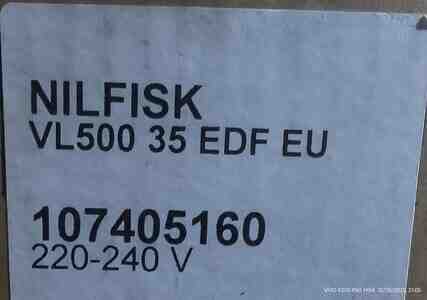 NILFISK
VL500 35 EDF EU
107405160
220-240 V